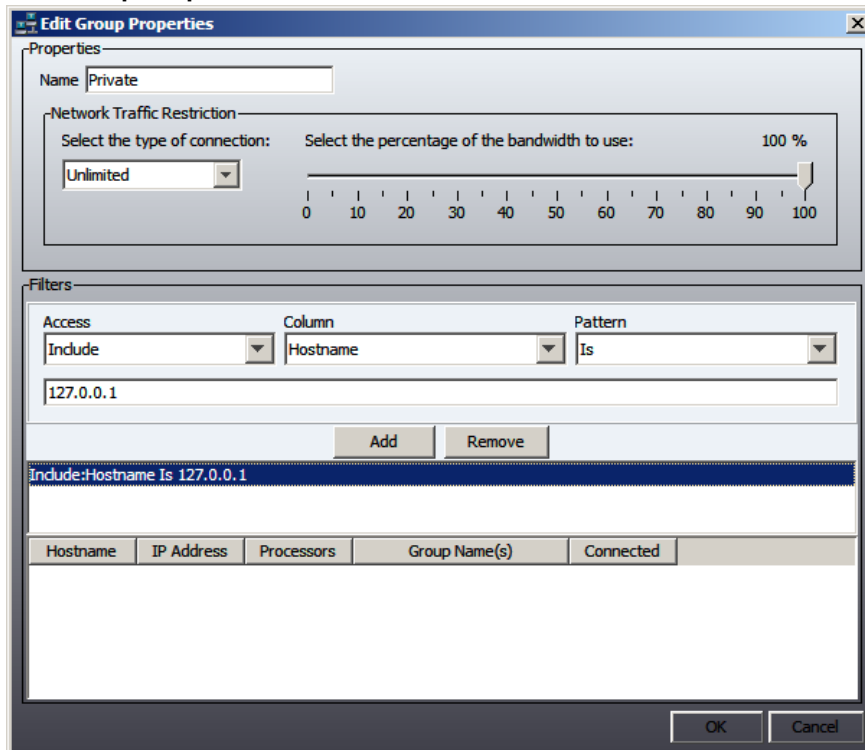 Edit Group Properties
Properties
Name Private
Network Traffic Restriction
Select the type of connection: Select the percentage of the bandwidth to use: 100 %
Unlimited
0 10 20 30 40 50 60 70 80 90 100
Filters
Access Column Pattern
Include Hostname Is
127.0.0.1
Add Remove
Include:Hostname Is 127.0.0.1
Hostname IP Address Processors Group Name(s) Connected
OK Cancel